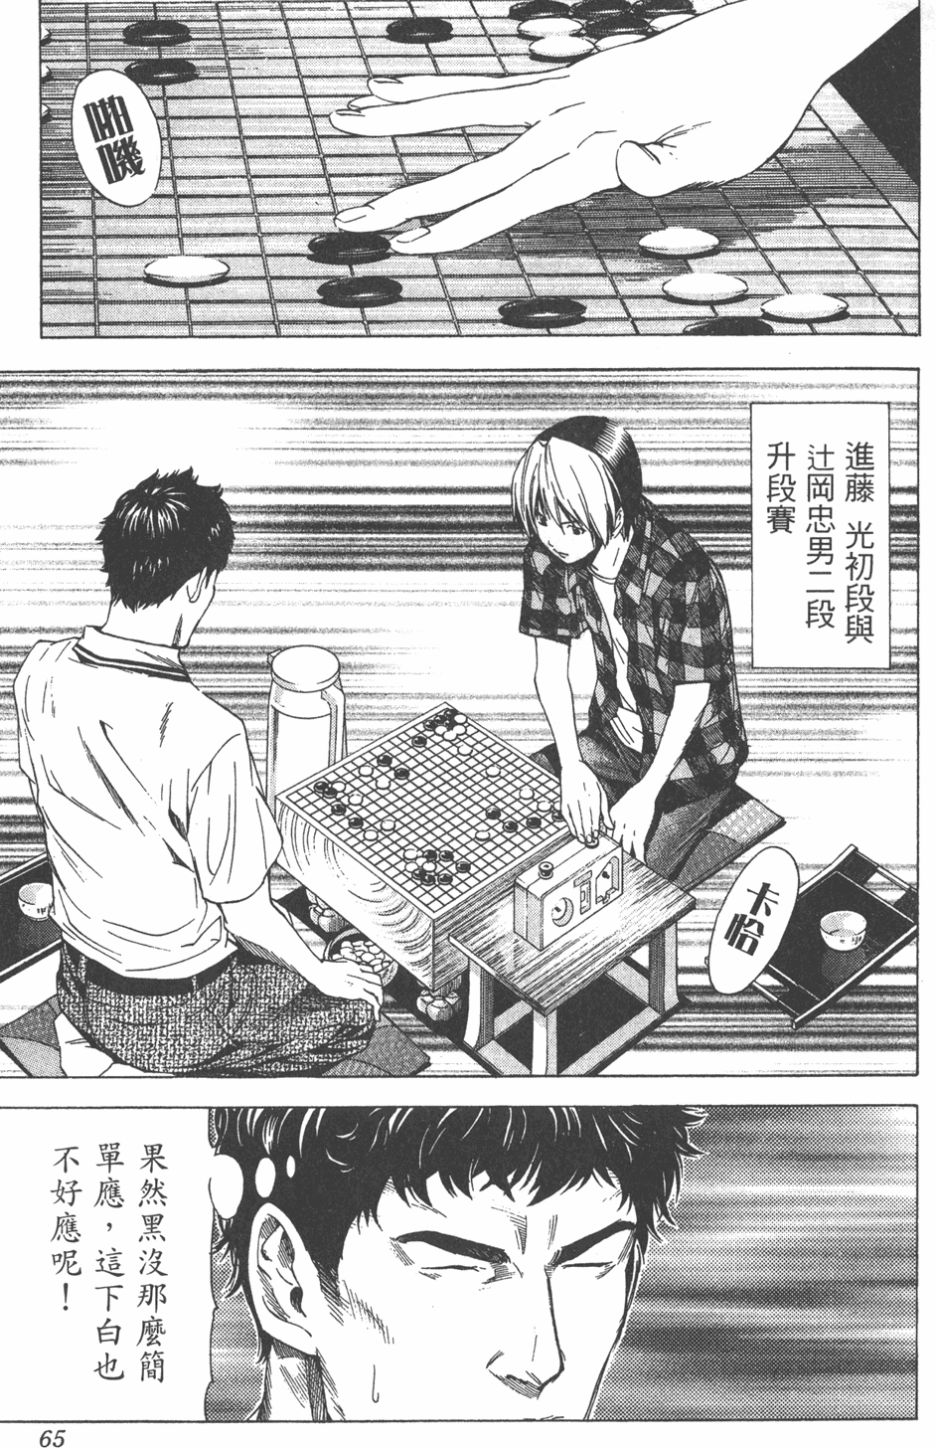 啪
嘰
進藤 光初段與
辻岡忠男二段
升段賽
卡
恰
果然黑沒那麼簡
單應，這下白也
不好應呢！
65